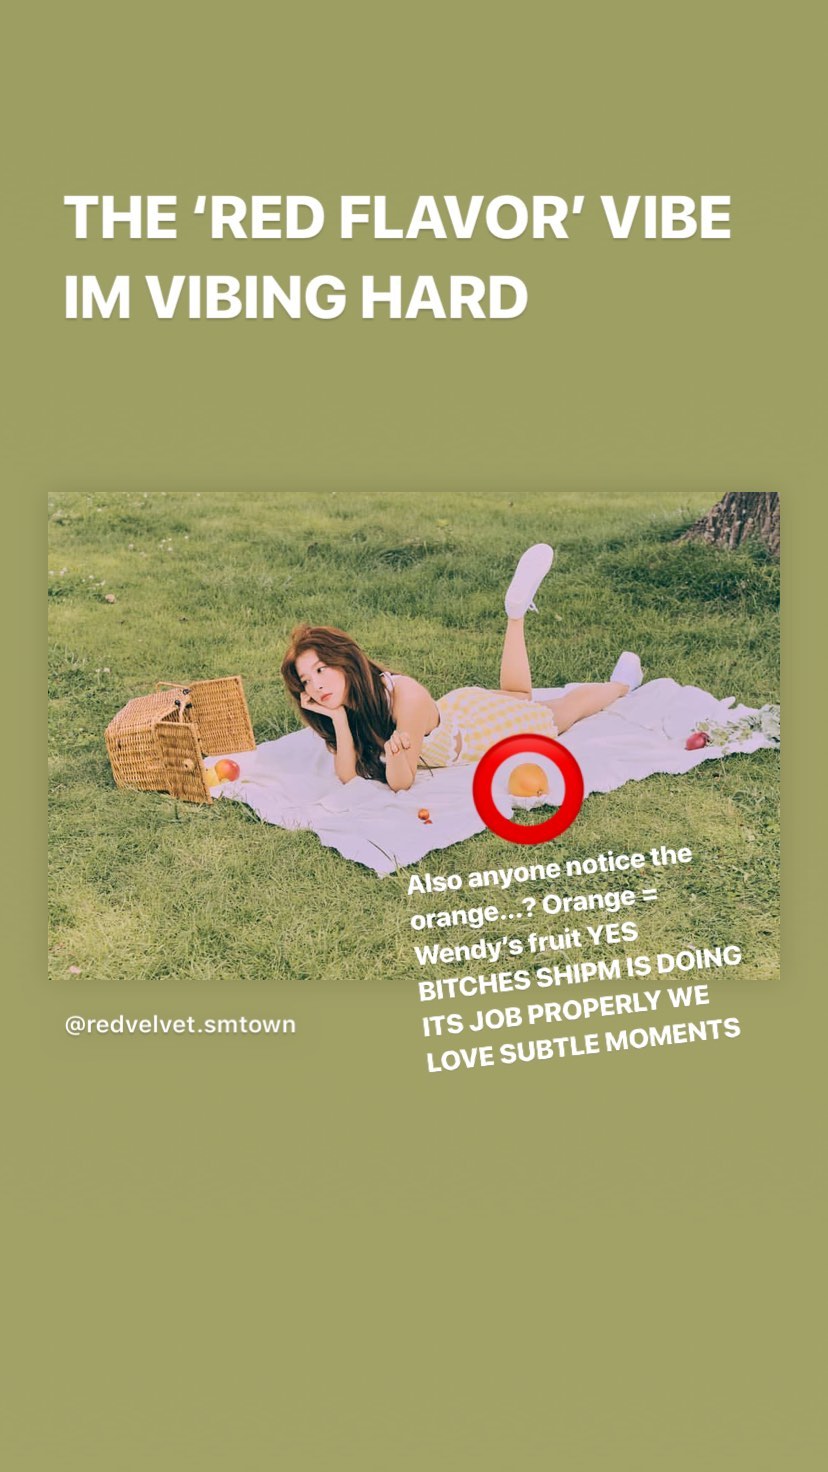 THE ‘RED FLAVOR’ VIBE
IM VIBING HARD
Also anyone notice the
orange...? Orange =
Wendy’s fruit YES
BITCHES SHIPM IS DOING
ITS JOB PROPERLY WE
LOVE SUBTLE MOMENTS
@redvelvet.smtown